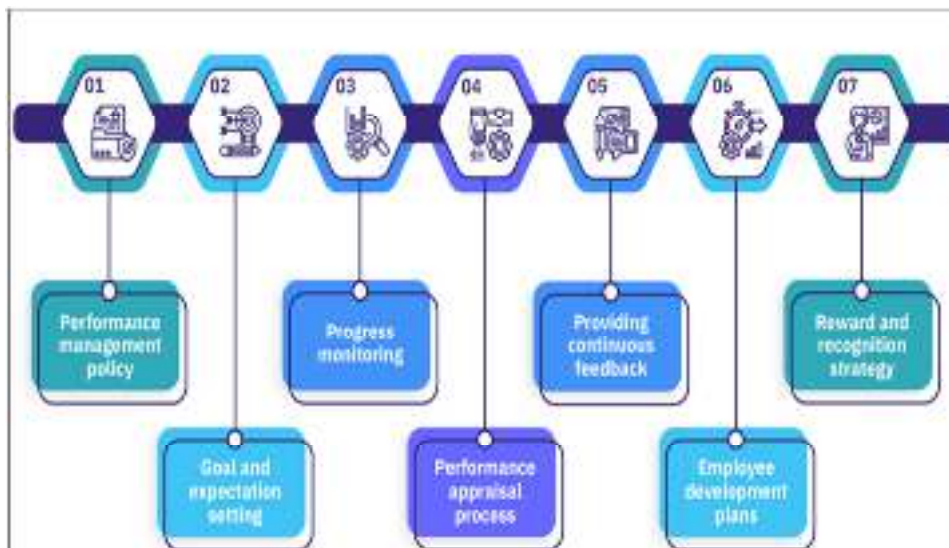 01
02
03
04
05
06
07
Performance
management
policy
Goal and
expectation
setting
Progress
monitoring
Performance
appraisal
process
Providing
continuous
feedback
Employee
development
plans
Reward and
recognition
strategy